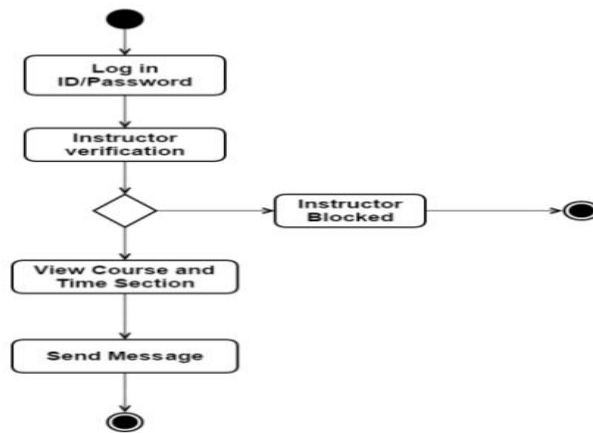 Log in
ID/Password
Instructor
verification
Instructor
Blocked
View Course and
Time Section
Send Message